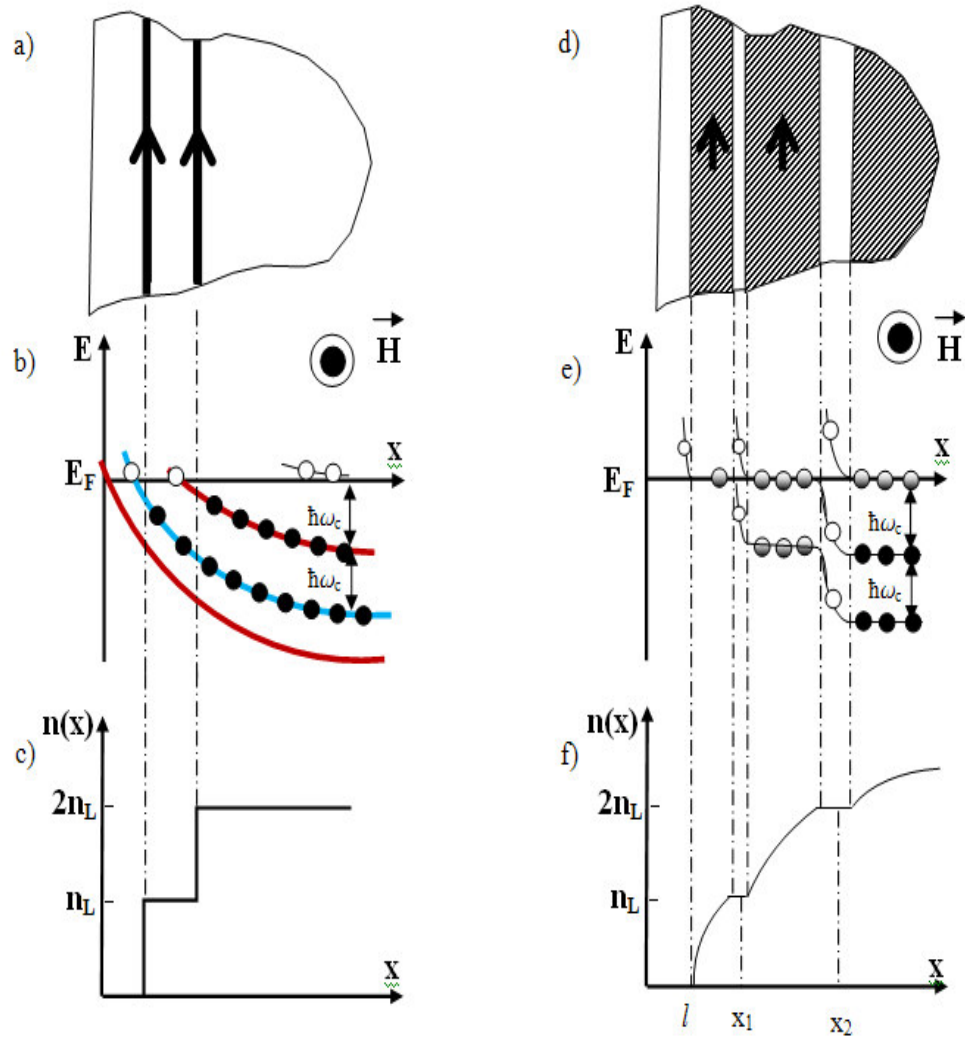 a)
b)
E
H
x
E_F
ħω_c
ħω_c
n(x)
c)
2n_L
n_L
x
d)
e)
E
H
x
E_F
ħω_c
ħω_c
n(x)
f)
2n_L
n_L
x
l
x_1
x_2